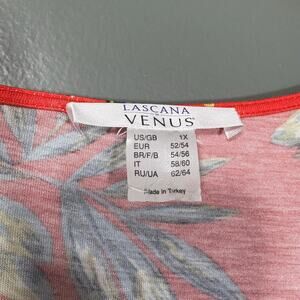 LASCANA
VENUS
US/GB 1X
EUR 52/54
BR/F/B 54/56
IT 58/60
RU/UA 62/64
Made in Turkey